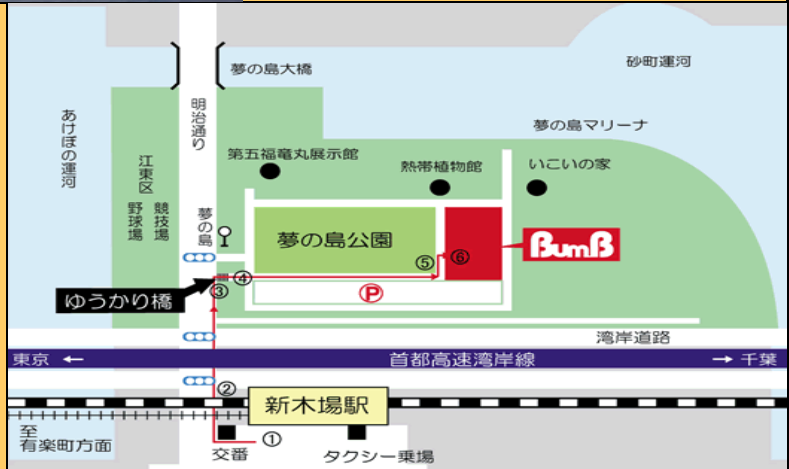 砂町運河
夢の島大橋
あけぼの運河
明治通り
夢の島マリーナ
江東区
野球場
競技場
第五福竜丸展示館
熱帯植物館
いこいの家
夢の島
夢の島公園
BumB
⑤
⑥
④
③
ゆうかり橋
P
湾岸道路
東京 ←
首都高速湾岸線
→ 千葉
②
新木場駅
至
有楽町方面
①
交番
タクシー乗場